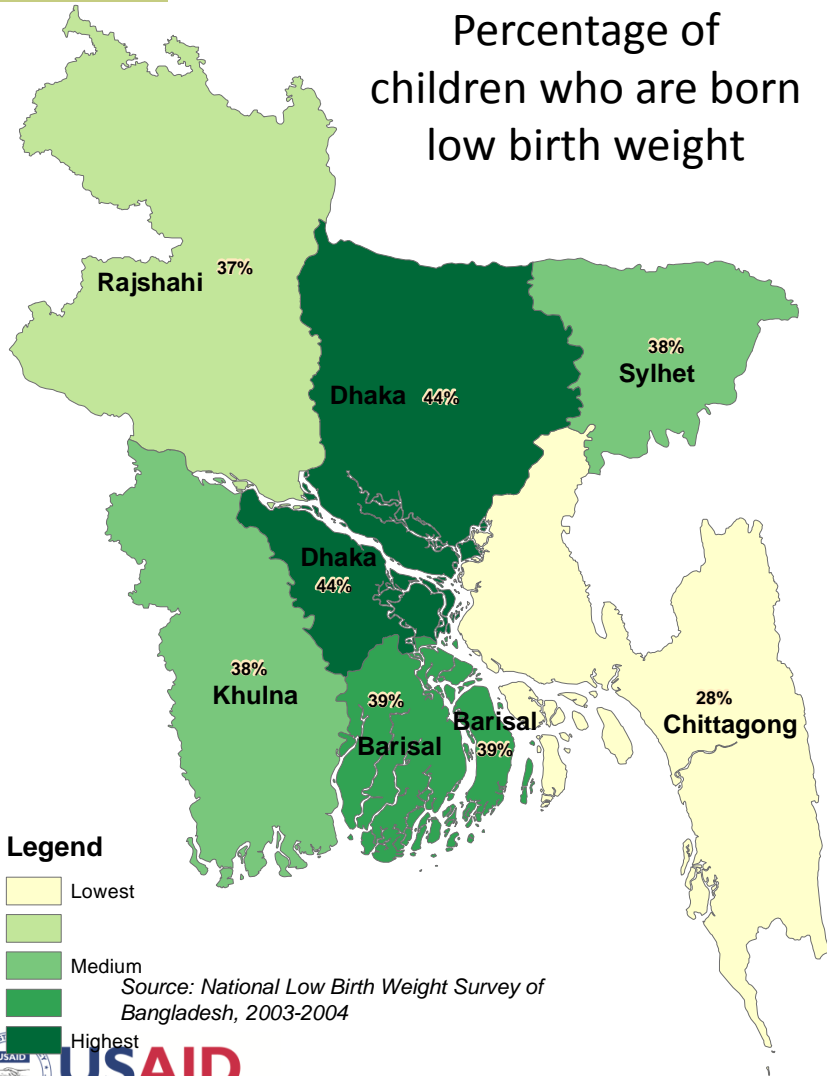 Percentage of
children who are born
low birth weight
Rajshahi 37%
38%
Sylhet
Dhaka 44%
Dhaka
44%
38%
Khulna
39%
Barisal
Barisal
39%
28%
Chittagong
Legend
Lowest
Medium
Highest
Source: National Low Birth Weight Survey of
Bangladesh, 2003-2004
USAID
USAID